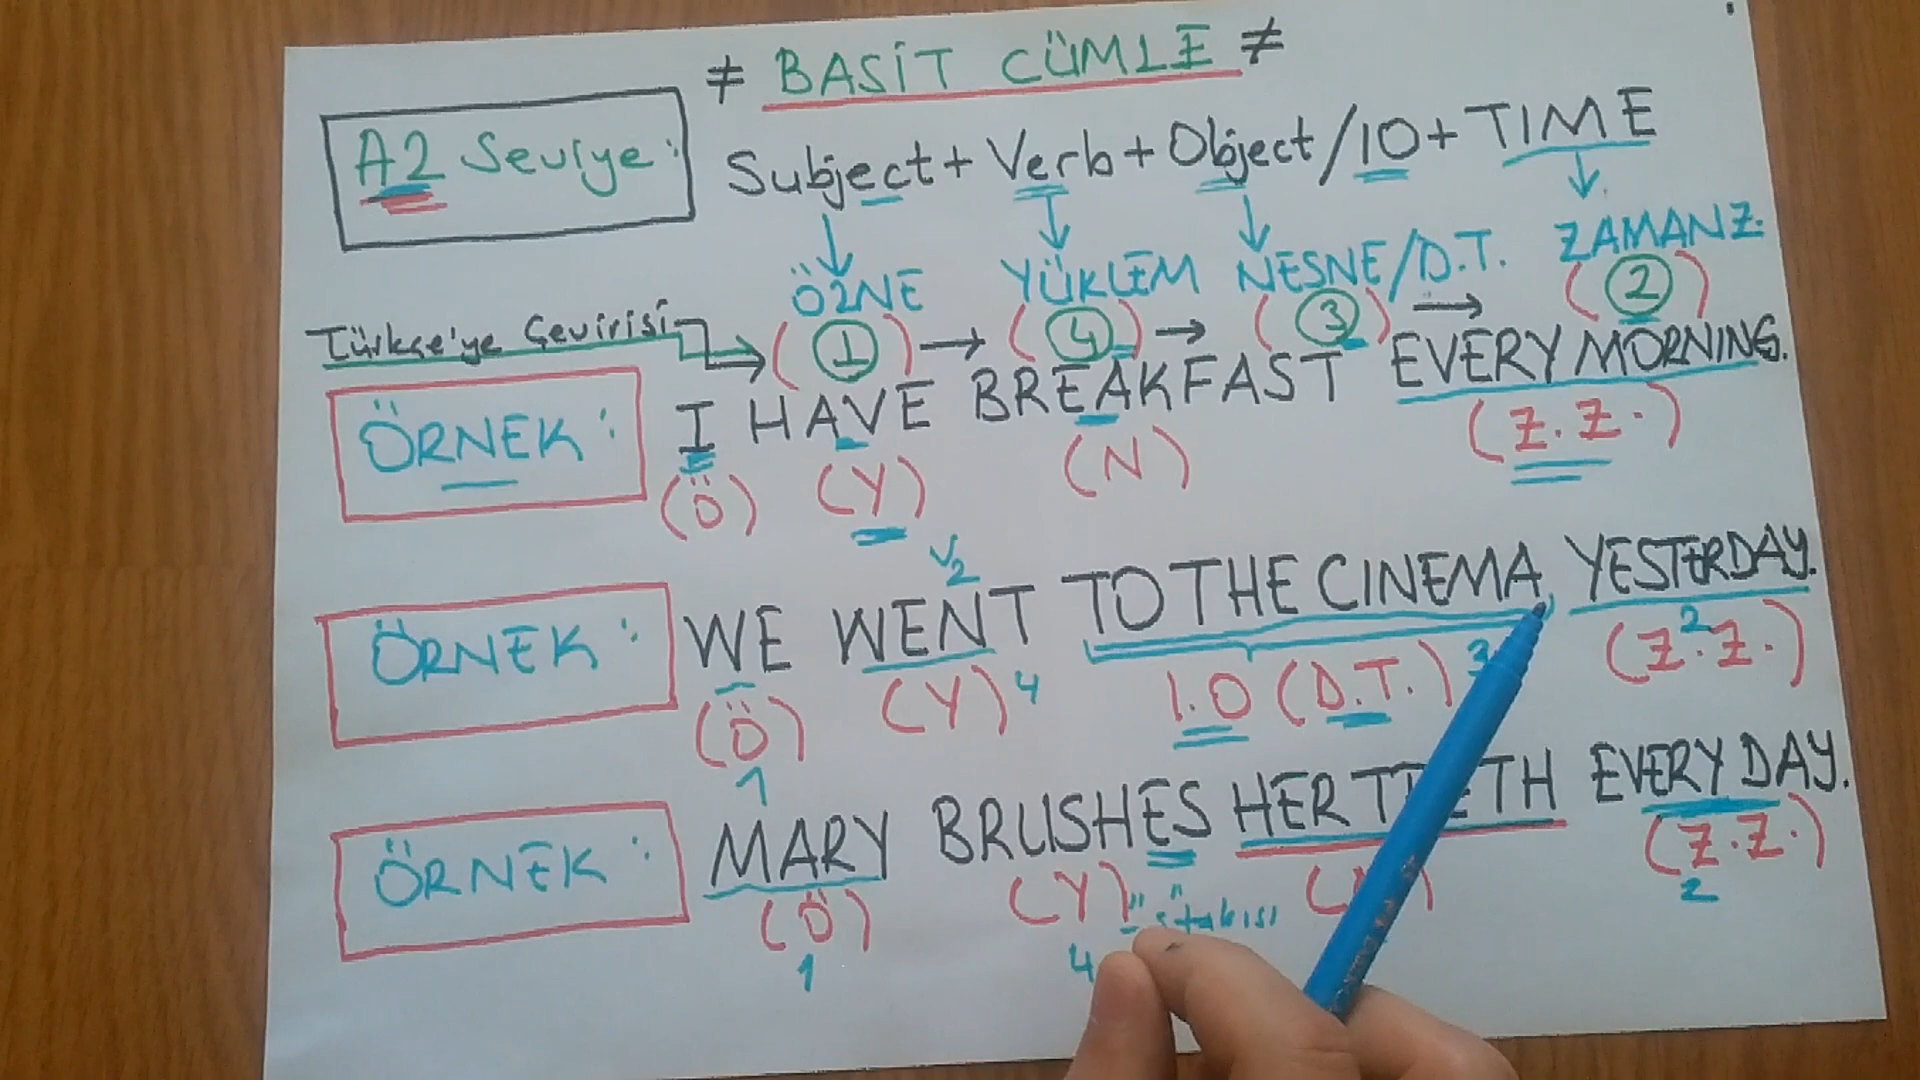 ≠ BASİT CÜMLE ≠
A2 Seviye:
Subject + Verb + Object / IO + TIME
ÖZNE YÜKLEM NESNE/D.T. ZAMAN Z.
Türkçe'ye Çevirisi (1) → (4) → (3) → (2)
ÖRNEK: I HAVE BREAKFAST EVERY MORNING.
(Ö) (Y) (N) (Z.Z.)
V2
ÖRNEK: WE WENT TO THE CINEMA YESTERDAY.
(Ö) (Y) 4 I.O (D.T.) 3 (Z.Z.) 2
1
ÖRNEK: MARY BRUSHES HER TEETH EVERY DAY.
(Ö) (Y) (Z.Z.)
1 4 2